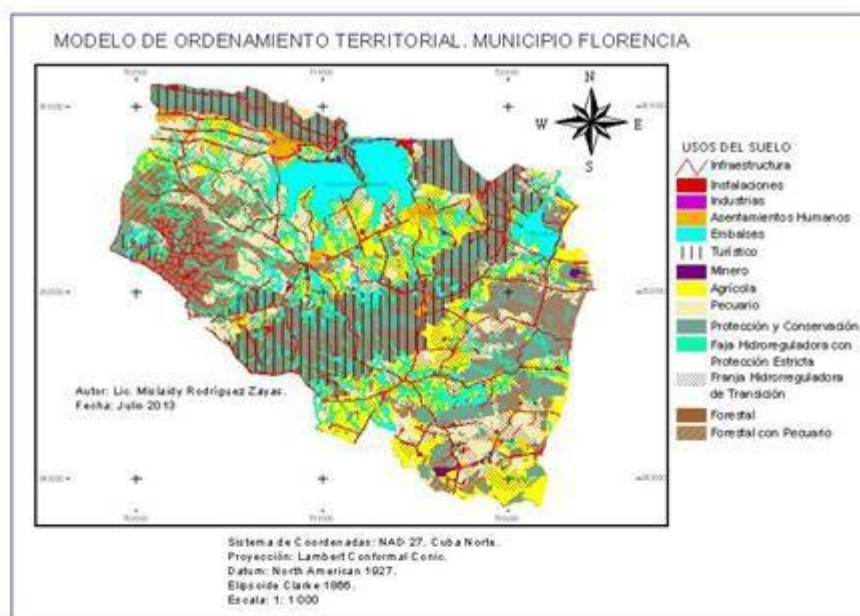 MODELO DE ORDENAMIENTO TERRITORIAL. MUNICIPIO FLORENCIA
N
W E
S
USOS DEL SUELO
Infraestructura
Instalaciones
Industrias
Asentamientos Humanos
Embalses
Turístico
Minero
Agrícola
Pecuario
Protección y Conservación
Faja Hidroreguladora con
Protección Estricta
Franja Hidrorreguladora
de Transición
Forestal
Forestal con Pecuario
Autor: Lic. Mislaidy Rodríguez Zayas.
Fecha: Julio 2013
Sistema de Coordenadas: NAD 27. Cuba Norte.
Proyección: Lambert Conformal Conic.
Datum: North American 1927.
Elipsoide Clarke 1866.
Escala: 1: 1 000